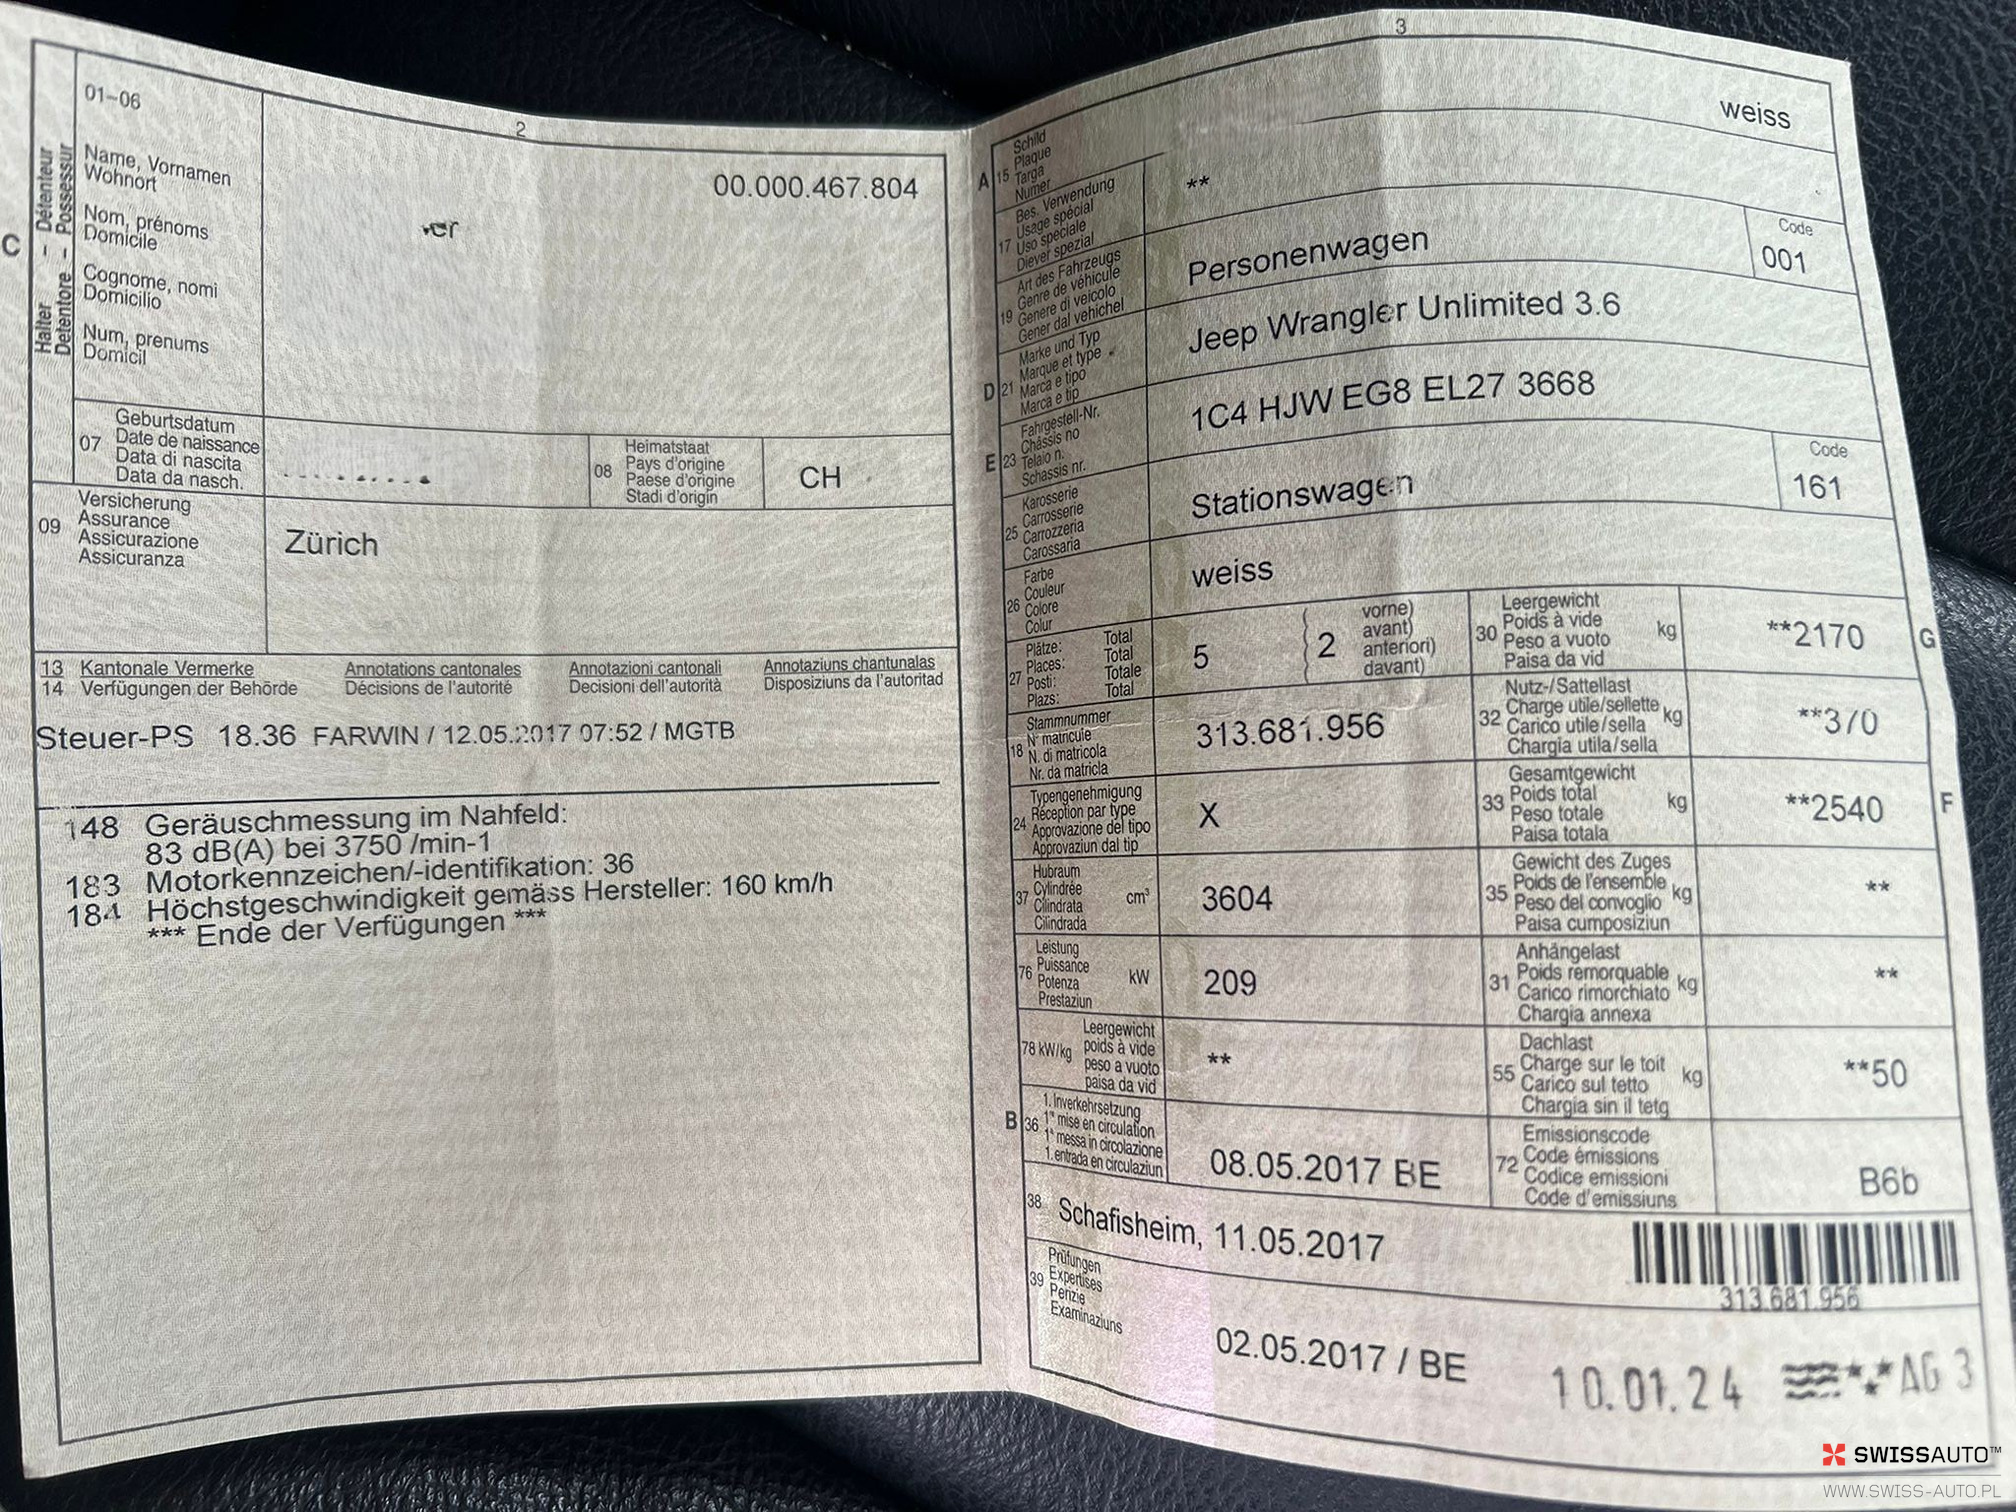 2
01–06
C
Halter – Détenteur
Detentore – Possessur
Name, Vornamen
Wohnort
Nom, prénoms
Domicile
Cognome, nomi
Domicilio
Num, prenums
Domicil
00.000.467.804
er
07
Geburtsdatum
Date de naissance
Data di nascita
Data da nasch.
08
Heimatstaat
Pays d'origine
Paese d'origine
Stadi d'origin
CH
09
Versicherung
Assurance
Assicurazione
Assicuranza
Zürich
13 Kantonale Vermerke Annotations cantonales Annotazioni cantonali Annotaziuns chantunalas
14 Verfügungen der Behörde Décisions de l'autorité Decisioni dell'autorità Disposiziuns da l'autoritad
Steuer-PS 18.36 FARWIN / 12.05.2017 07:52 / MGTB
148 Geräuschmessung im Nahfeld:
83 dB(A) bei 3750 /min-1
183 Motorkennzeichen/-identifikation: 36
184 Höchstgeschwindigkeit gemäss Hersteller: 160 km/h
*** Ende der Verfügungen ***
3
A 15
Schild
Plaque
Targa
Numer
weiss
17
Bes. Verwendung
Usage spécial
Uso speciale
Diever spezial
**
19
Art des Fahrzeugs
Genre de véhicule
Genere di veicolo
Gener dal vehichel
Personenwagen
Code
001
D 21
Marke und Typ
Marque et type
Marca e tipo
Marca e tip
Jeep Wrangler Unlimited 3.6
E 23
Fahrgestell-Nr.
Châssis no
Telaio n.
Schassis nr.
1C4 HJW EG8 EL27 3668
25
Karosserie
Carrosserie
Carrozzeria
Carossaria
Stationswagen
Code
161
26
Farbe
Couleur
Colore
Colur
weiss
27
Plätze: Total
Places: Total
Posti: Totale
Plazs: Total
5
2
vorne)
avant)
anteriori)
davant)
30
Leergewicht
Poids à vide
Peso a vuoto
Paisa da vid
kg
**2170
G
18
Stammnummer
N° matricule
N. di matricola
Nr. da matricla
313.681.956
32
Nutz-/Sattellast
Charge utile/sellette
Carico utile/sella
Chargia utila/sella
kg
**370
24
Typengenehmigung
Réception par type
Approvazione del tipo
Approvaziun dal tip
X
33
Gesamtgewicht
Poids total
Peso totale
Paisa totala
kg
**2540
F
37
Hubraum
Cylindrée
Cilindrata
Cilindrada
cm³
3604
35
Gewicht des Zuges
Poids de l'ensemble
Peso del convoglio
Paisa cumposiziun
kg
**
76
Leistung
Puissance
Potenza
Prestaziun
kW
209
31
Anhängelast
Poids remorquable
Carico rimorchiato
Chargia annexa
kg
**
78 kW/kg
Leergewicht
poids à vide
peso a vuoto
paisa da vid
**
55
Dachlast
Charge sur le toit
Carico sul tetto
Chargia sin il tetg
kg
**50
B 36
1. Inverkehrsetzung
1re mise en circulation
1a messa in circolazione
1. entrada en circulaziun
08.05.2017 BE
72
Emissionscode
Code émissions
Codice emissioni
Code d'emissiuns
B6b
38 Schafisheim, 11.05.2017
313.681.956
39
Prüfungen
Expertises
Perizie
Examinaziuns
02.05.2017 / BE
10.01.24 AG 3
SWISSAUTO™
WWW.SWISS-AUTO.PL